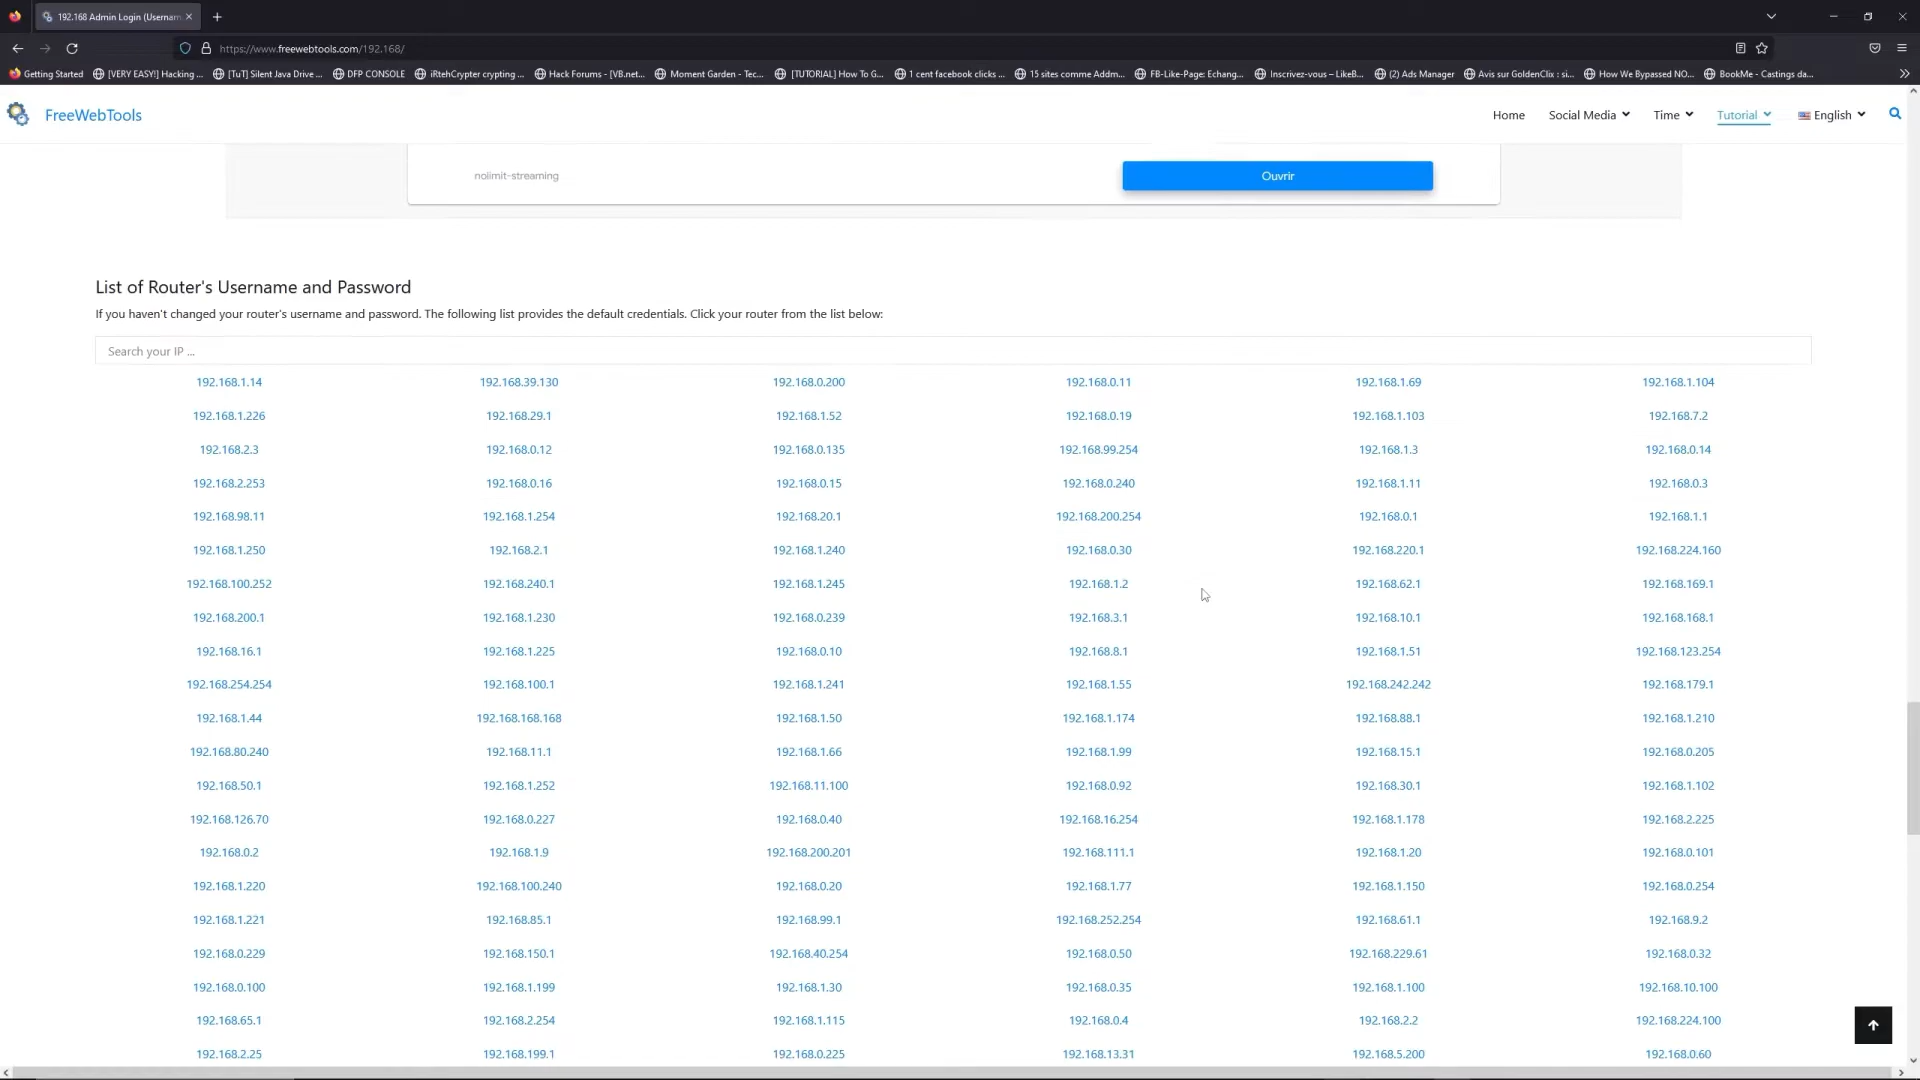 192.168 Admin Login (Usernam
https://www.freewebtools.com/192.168/
Getting Started [VERY EASY!] Hacking ... [TuT] Silent Java Drive ... DFP CONSOLE iRtehCrypter crypting ... Hack Forums - [VB.net... Moment Garden - Tec... [TUTORIAL] How To G... 1 cent facebook clicks ... 15 sites comme Addm... FB-Like-Page: Echang... Inscrivez-vous – LikeB... (2) Ads Manager Avis sur GoldenClix : si... How We Bypassed NO... BookMe - Castings da...
FreeWebTools Home Social Media Time Tutorial English
nolimit-streaming Ouvrir
List of Router's Username and Password
If you haven't changed your router's username and password. The following list provides the default credentials. Click your router from the list below:
Search your IP ...
192.168.1.14 192.168.39.130 192.168.0.200 192.168.0.11 192.168.1.69 192.168.1.104
192.168.1.226 192.168.29.1 192.168.1.52 192.168.0.19 192.168.1.103 192.168.7.2
192.168.2.3 192.168.0.12 192.168.0.135 192.168.99.254 192.168.1.3 192.168.0.14
192.168.2.253 192.168.0.16 192.168.0.15 192.168.0.240 192.168.1.11 192.168.0.3
192.168.98.11 192.168.1.254 192.168.20.1 192.168.200.254 192.168.0.1 192.168.1.1
192.168.1.250 192.168.2.1 192.168.1.240 192.168.0.30 192.168.220.1 192.168.224.160
192.168.100.252 192.168.240.1 192.168.1.245 192.168.1.2 192.168.62.1 192.168.169.1
192.168.200.1 192.168.1.230 192.168.0.239 192.168.3.1 192.168.10.1 192.168.168.1
192.168.16.1 192.168.1.225 192.168.0.10 192.168.8.1 192.168.1.51 192.168.123.254
192.168.254.254 192.168.100.1 192.168.1.241 192.168.1.55 192.168.242.242 192.168.179.1
192.168.1.44 192.168.168.168 192.168.1.50 192.168.1.174 192.168.88.1 192.168.1.210
192.168.80.240 192.168.11.1 192.168.1.66 192.168.1.99 192.168.15.1 192.168.0.205
192.168.50.1 192.168.1.252 192.168.11.100 192.168.0.92 192.168.30.1 192.168.1.102
192.168.126.70 192.168.0.227 192.168.0.40 192.168.16.254 192.168.1.178 192.168.2.225
192.168.0.2 192.168.1.9 192.168.200.201 192.168.111.1 192.168.1.20 192.168.0.101
192.168.1.220 192.168.100.240 192.168.0.20 192.168.1.77 192.168.1.150 192.168.0.254
192.168.1.221 192.168.85.1 192.168.99.1 192.168.252.254 192.168.61.1 192.168.9.2
192.168.0.229 192.168.150.1 192.168.40.254 192.168.0.50 192.168.229.61 192.168.0.32
192.168.0.100 192.168.1.199 192.168.1.30 192.168.0.35 192.168.1.100 192.168.10.100
192.168.65.1 192.168.2.254 192.168.1.115 192.168.0.4 192.168.2.2 192.168.224.100
192.168.2.25 192.168.199.1 192.168.0.225 192.168.13.31 192.168.5.200 192.168.0.60